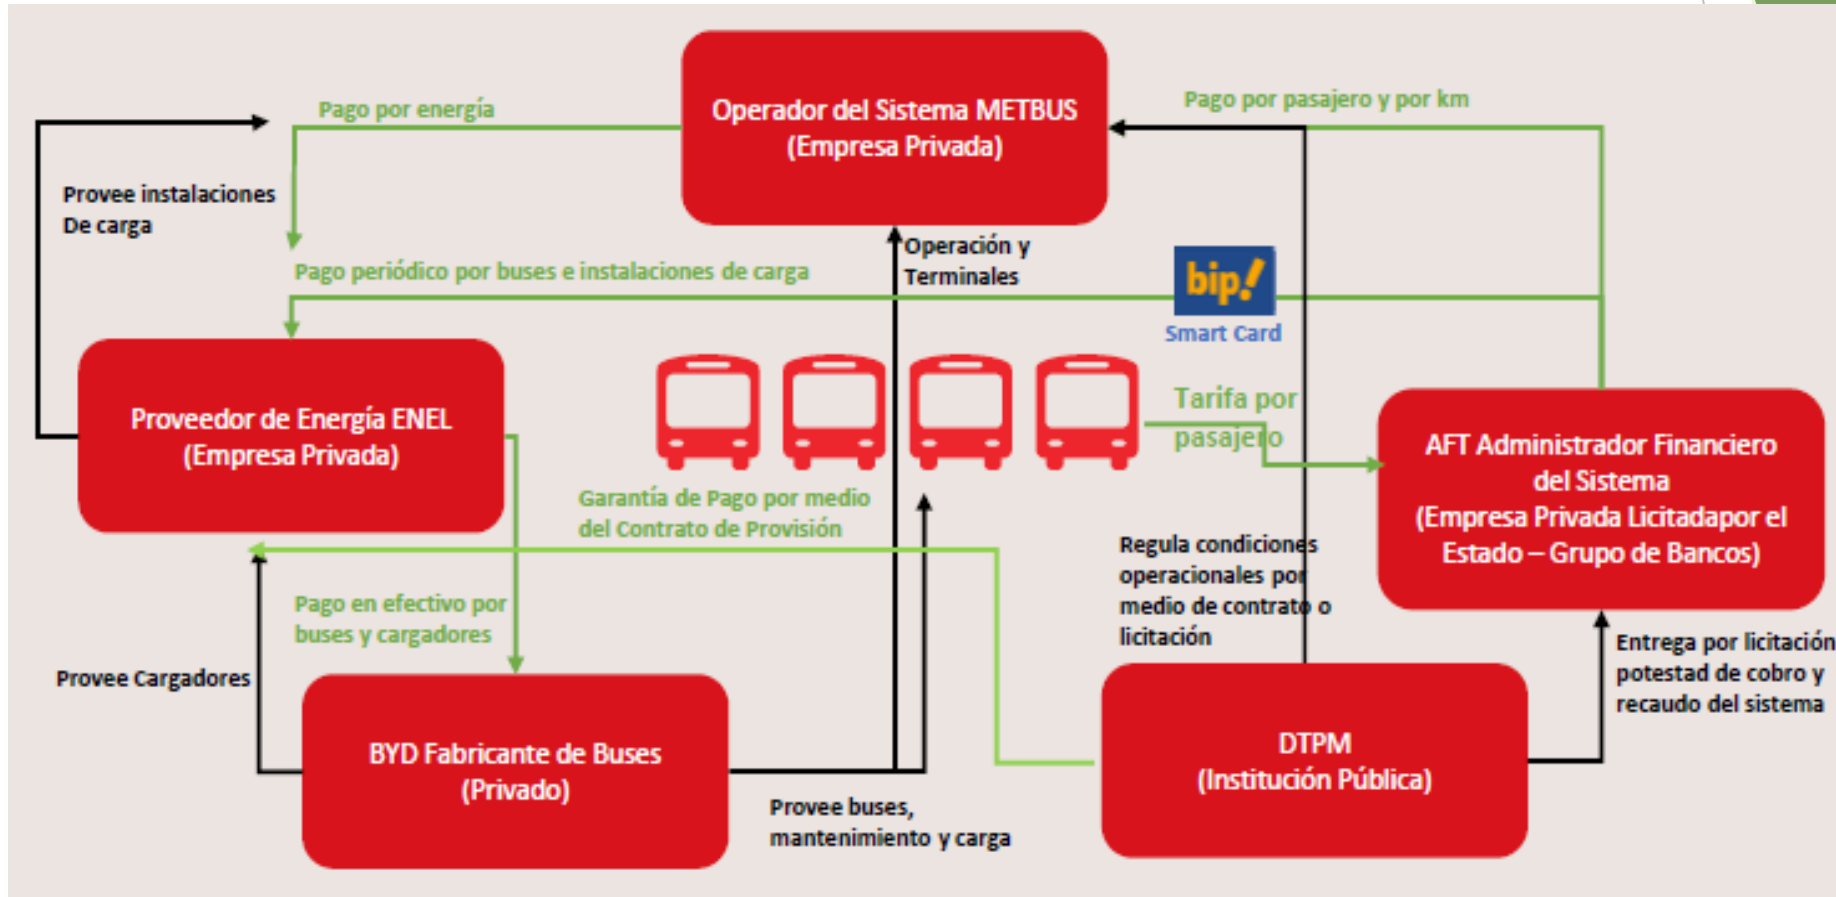 Operador del Sistema METBUS
(Empresa Privada)
Pago por energía
Pago por pasajero y por km
Provee instalaciones
De carga
Operación y
Terminales
Pago periódico por buses e instalaciones de carga
bip!
Smart Card
Proveedor de Energía ENEL
(Empresa Privada)
Tarifa por
pasajero
AFT Administrador Financiero
del Sistema
(Empresa Privada Licitadapor el
Estado – Grupo de Bancos)
Garantía de Pago por medio
del Contrato de Provisión
Regula condiciones
operacionales por
medio de contrato o
licitación
Pago en efectivo por
buses y cargadores
Provee Cargadores
Entrega por licitación
potestad de cobro y
recaudo del sistema
BYD Fabricante de Buses
(Privado)
DTPM
(Institución Pública)
Provee buses,
mantenimiento y carga